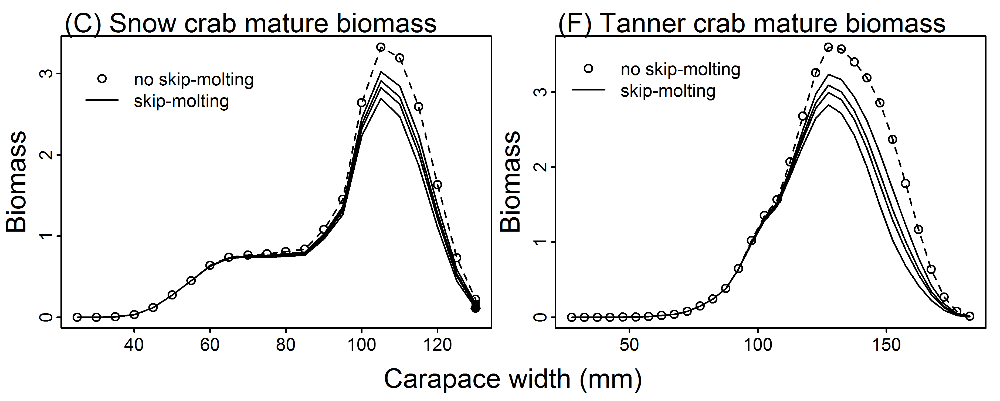 (C) Snow crab mature biomass
no skip-molting
skip-molting
Biomass
0
1
2
3
40
60
80
100
120
(F) Tanner crab mature biomass
no skip-molting
skip-molting
Biomass
0
1
2
3
50
100
150
Carapace width (mm)